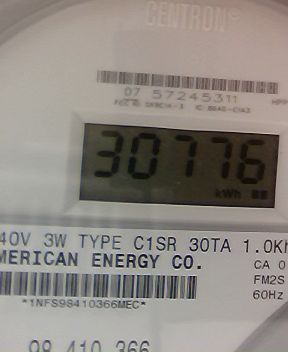 CENTRON®
07 57245311
30776
kWh
40V 3W TYPE C1SR 30TA 1.0Kh
MERICAN ENERGY CO.
CA 0
FM2S
60Hz
*1NFS98410366MEC*
98 410 366